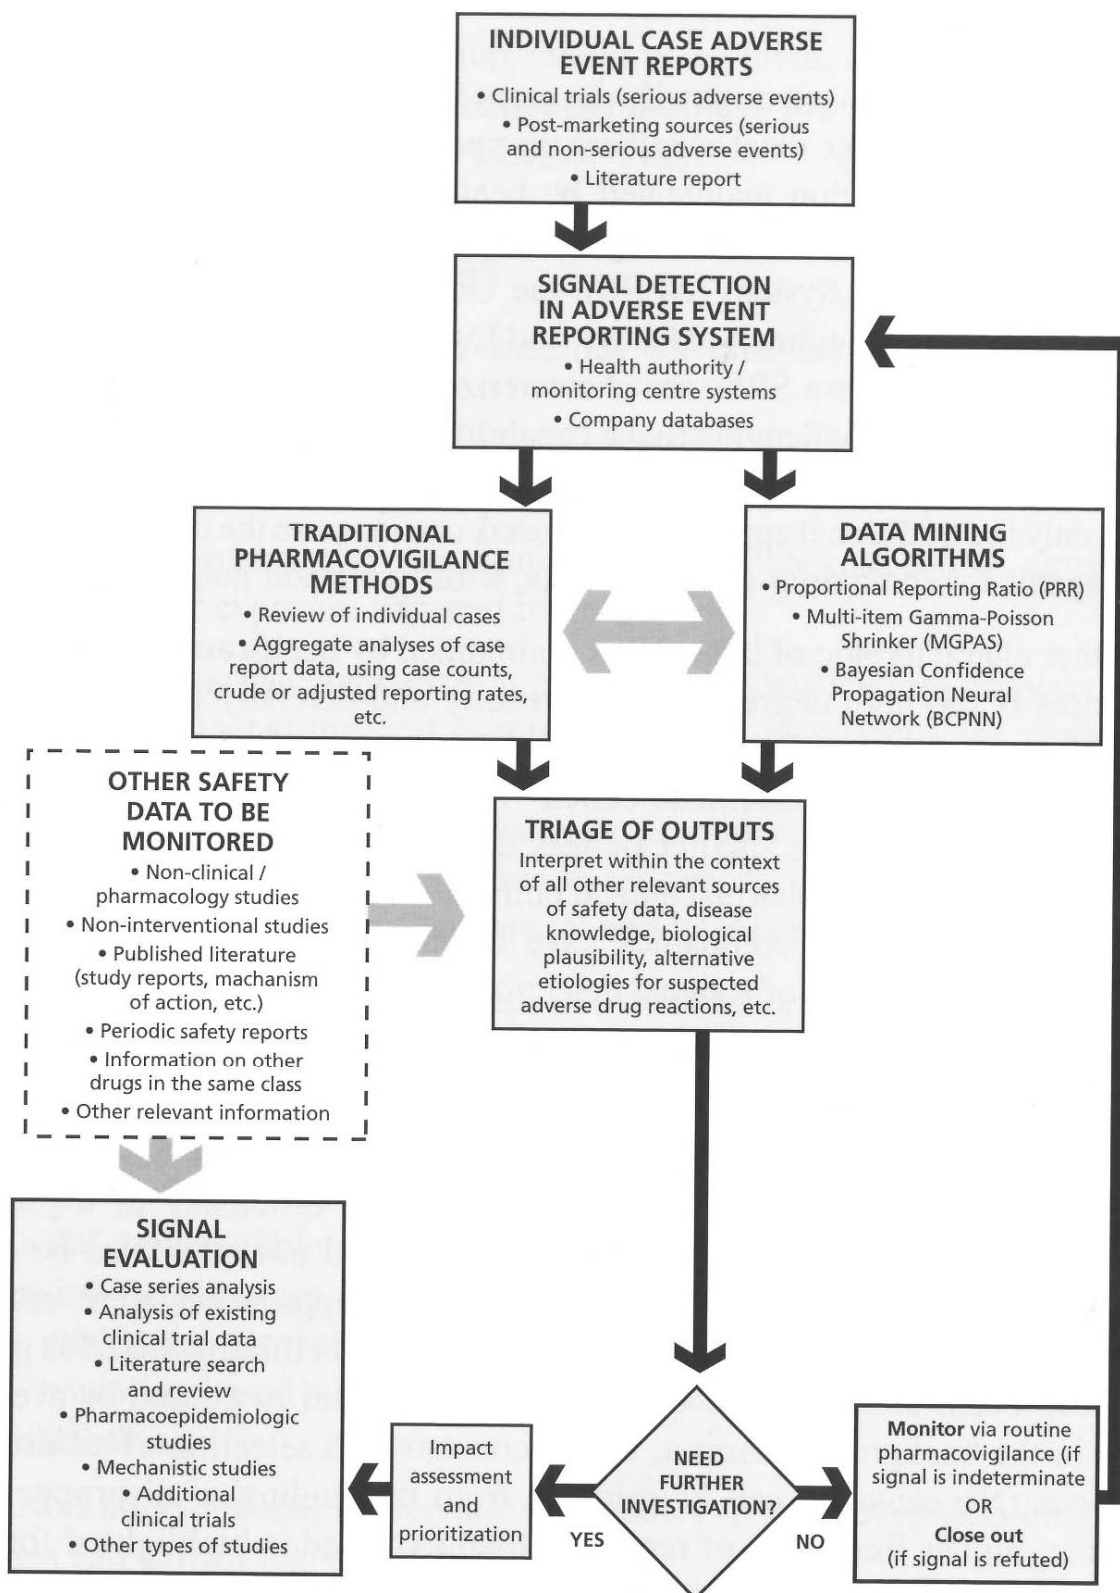 INDIVIDUAL CASE ADVERSE
EVENT REPORTS
• Clinical trials (serious adverse events)
• Post-marketing sources (serious
and non-serious adverse events)
• Literature report
SIGNAL DETECTION
IN ADVERSE EVENT
REPORTING SYSTEM
• Health authority /
monitoring centre systems
• Company databases
TRADITIONAL
PHARMACOVIGILANCE
METHODS
• Review of individual cases
• Aggregate analyses of case
report data, using case counts,
crude or adjusted reporting rates,
etc.
DATA MINING
ALGORITHMS
• Proportional Reporting Ratio (PRR)
• Multi-item Gamma-Poisson
Shrinker (MGPAS)
• Bayesian Confidence
Propagation Neural
Network (BCPNN)
OTHER SAFETY
DATA TO BE
MONITORED
• Non-clinical /
pharmacology studies
• Non-interventional studies
• Published literature
(study reports, machanism
of action, etc.)
• Periodic safety reports
• Information on other
drugs in the same class
• Other relevant information
TRIAGE OF OUTPUTS
Interpret within the context
of all other relevant sources
of safety data, disease
knowledge, biological
plausibility, alternative
etiologies for suspected
adverse drug reactions, etc.
SIGNAL
EVALUATION
• Case series analysis
• Analysis of existing
clinical trial data
• Literature search
and review
• Pharmacoepidemiologic
studies
• Mechanistic studies
• Additional
clinical trials
• Other types of studies
Impact
assessment
and
prioritization
NEED
FURTHER
INVESTIGATION?
YES
NO
Monitor via routine
pharmacovigilance (if
signal is indeterminate
OR
Close out
(if signal is refuted)